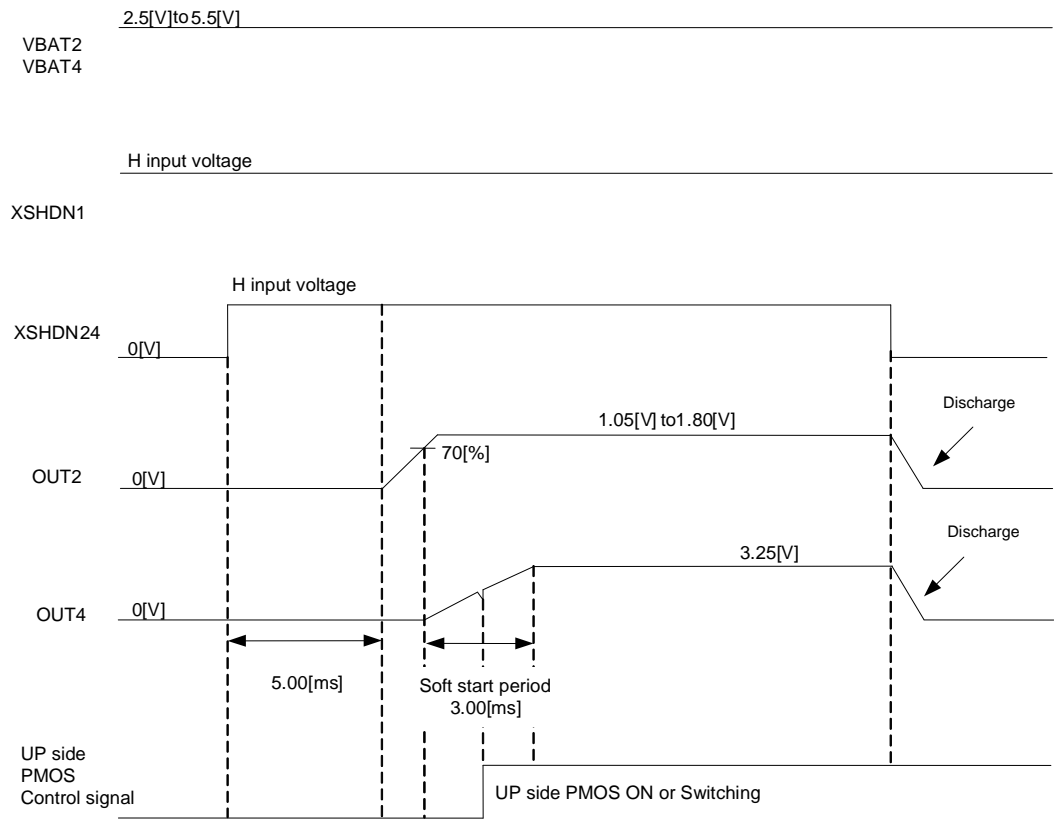 2.5[V]to5.5[V]
VBAT2
VBAT4
H input voltage
XSHDN1
H input voltage
XSHDN24
0[V]
Discharge
1.05[V] to1.80[V]
70[%]
OUT2
0[V]
Discharge
3.25[V]
OUT4
0[V]
5.00[ms]
Soft start period
3.00[ms]
UP side
PMOS
Control signal
UP side PMOS ON or Switching